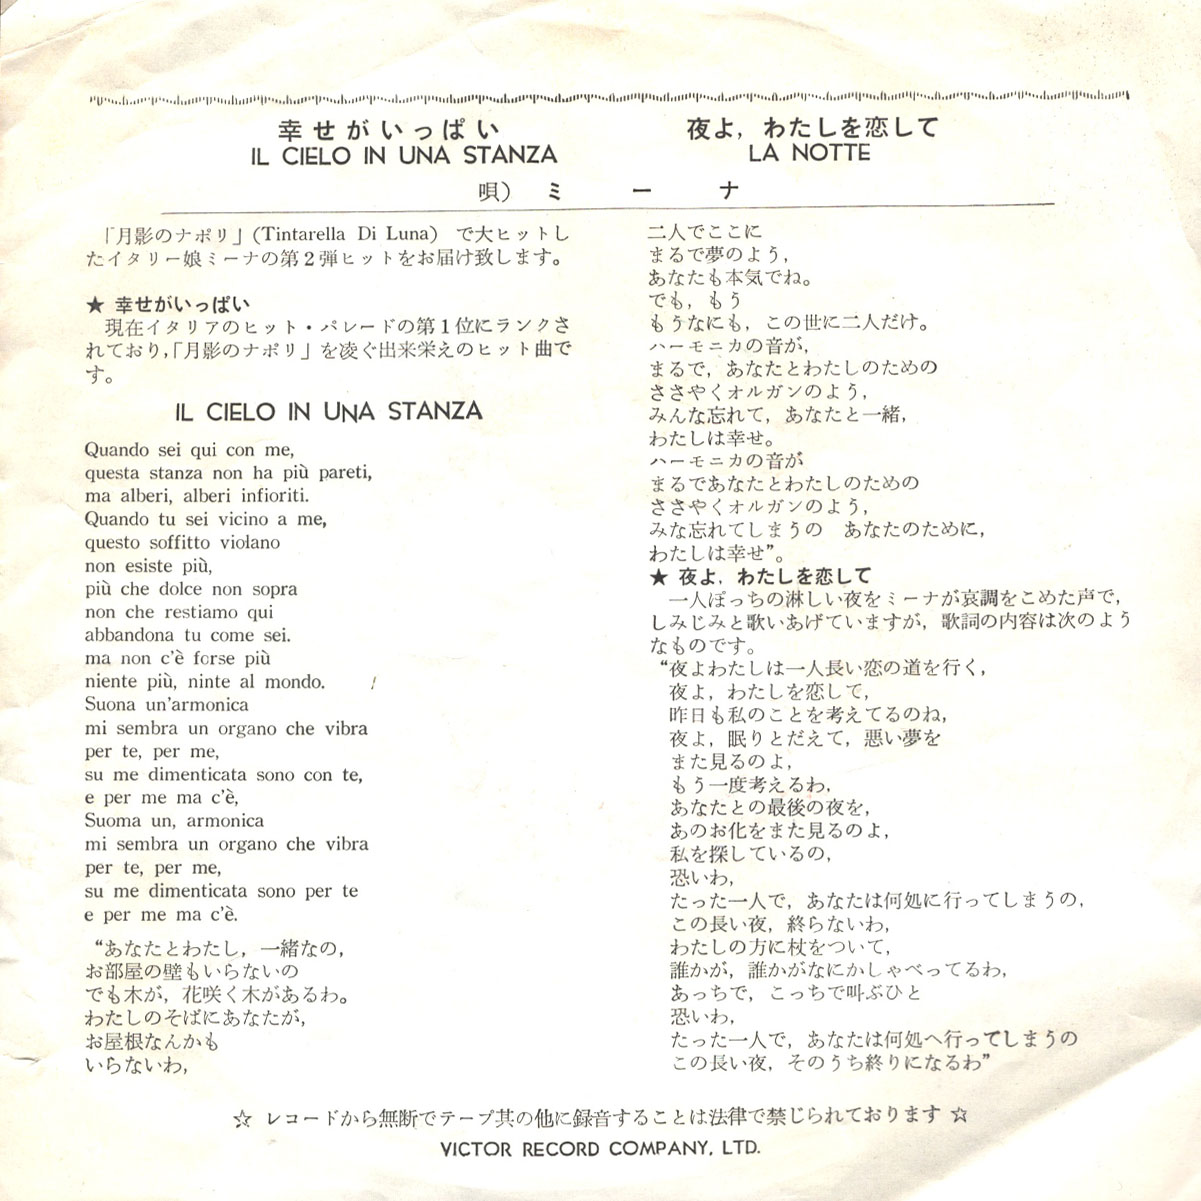 幸せがいっぱい
IL CIELO IN UNA STANZA
夜よ,わたしを恋して
LA NOTTE
唄) ミーナ
「月影のナポリ」(Tintarella Di Luna) で大ヒットし
たイタリー娘ミーナの第2弾ヒットをお届け致します。
★ 幸せがいっぱい
現在イタリアのヒット・パレードの第1位にランクさ
れており,「月影のナポリ」を凌ぐ出来栄えのヒット曲で
す。
IL CIELO IN UNA STANZA
Quando sei qui con me,
questa stanza non ha più pareti,
ma alberi, alberi infioriti.
Quando tu sei vicino a me,
questo soffitto violano
non esiste più,
più che dolce non sopra
non che restiamo qui
abbandona tu come sei.
ma non c'è forse più
niente più, ninte al mondo.
Suona un'armonica
mi sembra un organo che vibra
per te, per me,
su me dimenticata sono con te,
e per me ma c'è,
Suoma un, armonica
mi sembra un organo che vibra
per te, per me,
su me dimenticata sono per te
e per me ma c'è.
“あなたとわたし,一緒なの,
お部屋の壁もいらないの
でも木が,花咲く木があるわ。
わたしのそばにあなたが,
お屋根なんかも
いらないわ,
二人でここに
まるで夢のよう,
あなたも本気でね。
でも,もう
もうなにも,この世に二人だけ。
ハーモニカの音が,
まるで,あなたとわたしのための
ささやくオルガンのよう,
みんな忘れて,あなたと一緒,
わたしは幸せ。
ハーモニカの音が
まるであなたとわたしのための
ささやくオルガンのよう,
みな忘れてしまうの あなたのために,
わたしは幸せ”。
★ 夜よ,わたしを恋して
一人ぽっちの淋しい夜をミーナが哀調をこめた声で,
しみじみと歌いあげていますが,歌詞の内容は次のよう
なものです。
“夜よわたしは一人長い恋の道を行く,
夜よ,わたしを恋して,
昨日も私のことを考えてるのね,
夜よ,眠りとだえて,悪い夢を
また見るのよ,
もう一度考えるわ,
あなたとの最後の夜を,
あのお化をまた見るのよ,
私を探しているの,
恐いわ,
たった一人で,あなたは何処に行ってしまうの,
この長い夜,終らないわ,
わたしの方に杖をついて,
誰かが,誰かがなにかしゃべってるわ,
あっちで,こっちで叫ぶひと
恐いわ,
たった一人で,あなたは何処へ行ってしまうの
この長い夜,そのうち終りになるわ”
☆ レコードから無断でテープ其の他に録音することは法律で禁じられております ☆
VICTOR RECORD COMPANY, LTD.